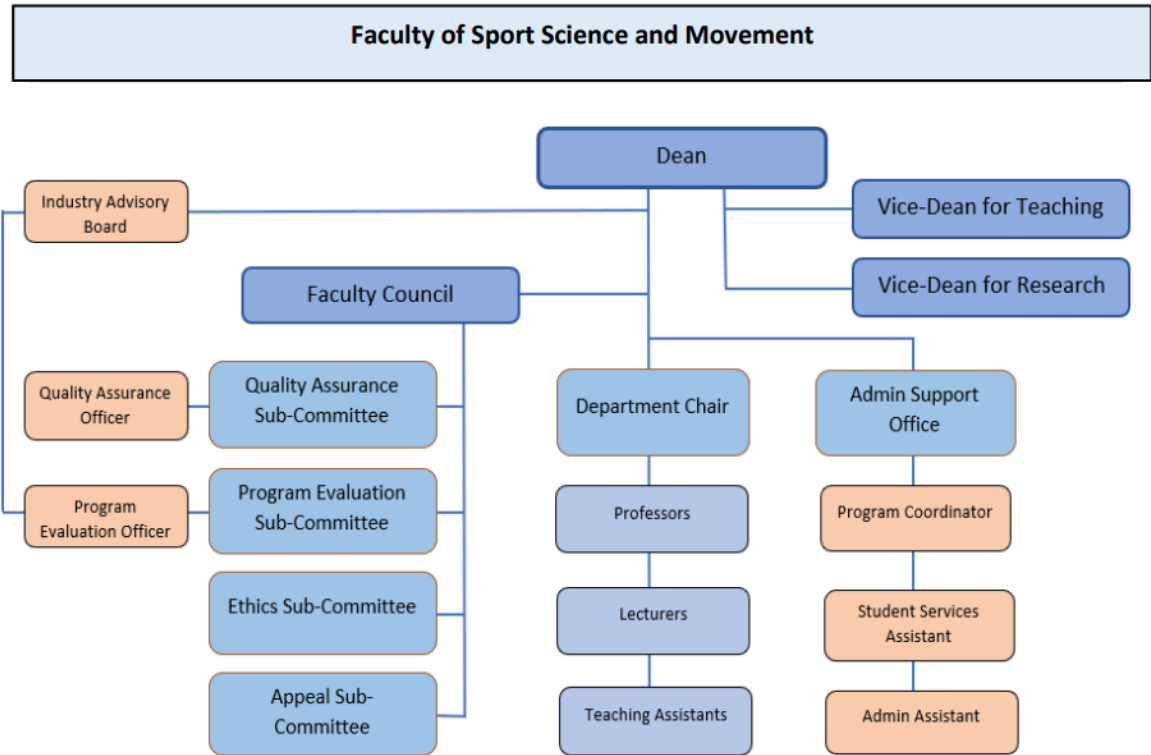 Faculty of Sport Science and Movement
Dean
Industry Advisory
Board
Vice-Dean for Teaching
Vice-Dean for Research
Faculty Council
Quality Assurance
Officer
Quality Assurance
Sub-Committee
Department Chair
Admin Support
Office
Program
Evaluation Officer
Program Evaluation
Sub-Committee
Professors
Program Coordinator
Ethics Sub-Committee
Lecturers
Student Services
Assistant
Appeal Sub-
Committee
Teaching Assistants
Admin Assistant